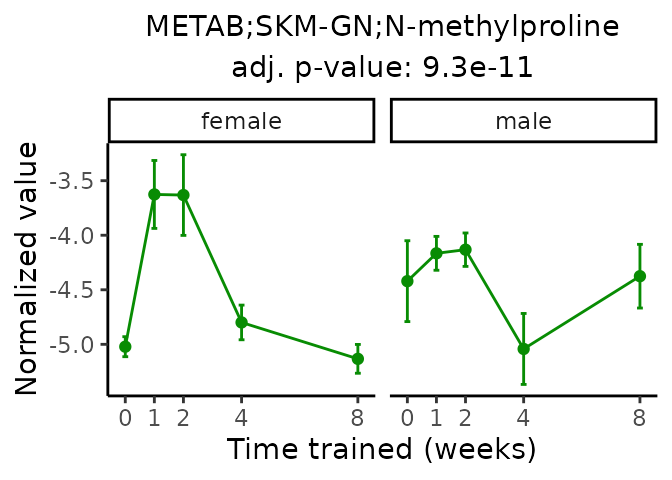 METAB;SKM-GN;N-methylproline
adj. p-value: 9.3e-11
female male
Normalized value
-3.5
-4.0
-4.5
-5.0
0 1 2 4 8 0 1 2 4 8
Time trained (weeks)